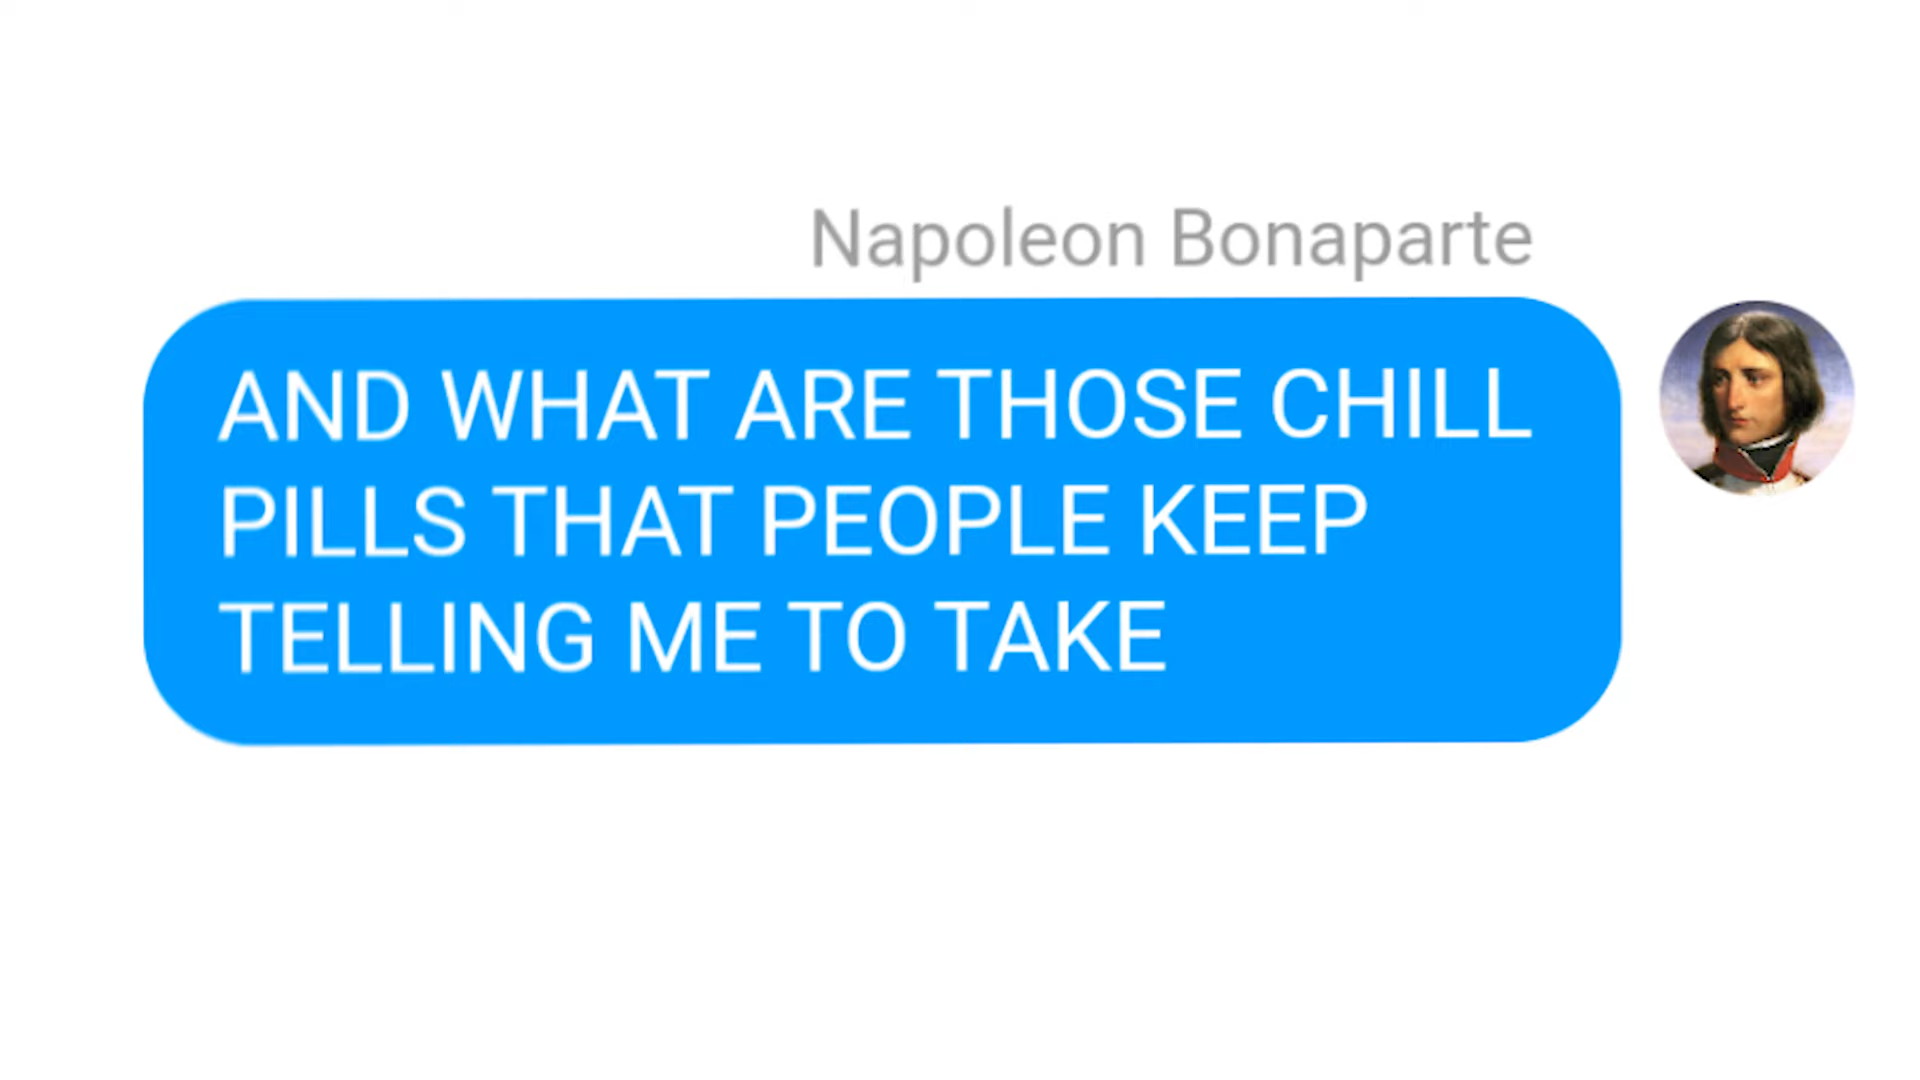 Napoleon Bonaparte
AND WHAT ARE THOSE CHILL
PILLS THAT PEOPLE KEEP
TELLING ME TO TAKE